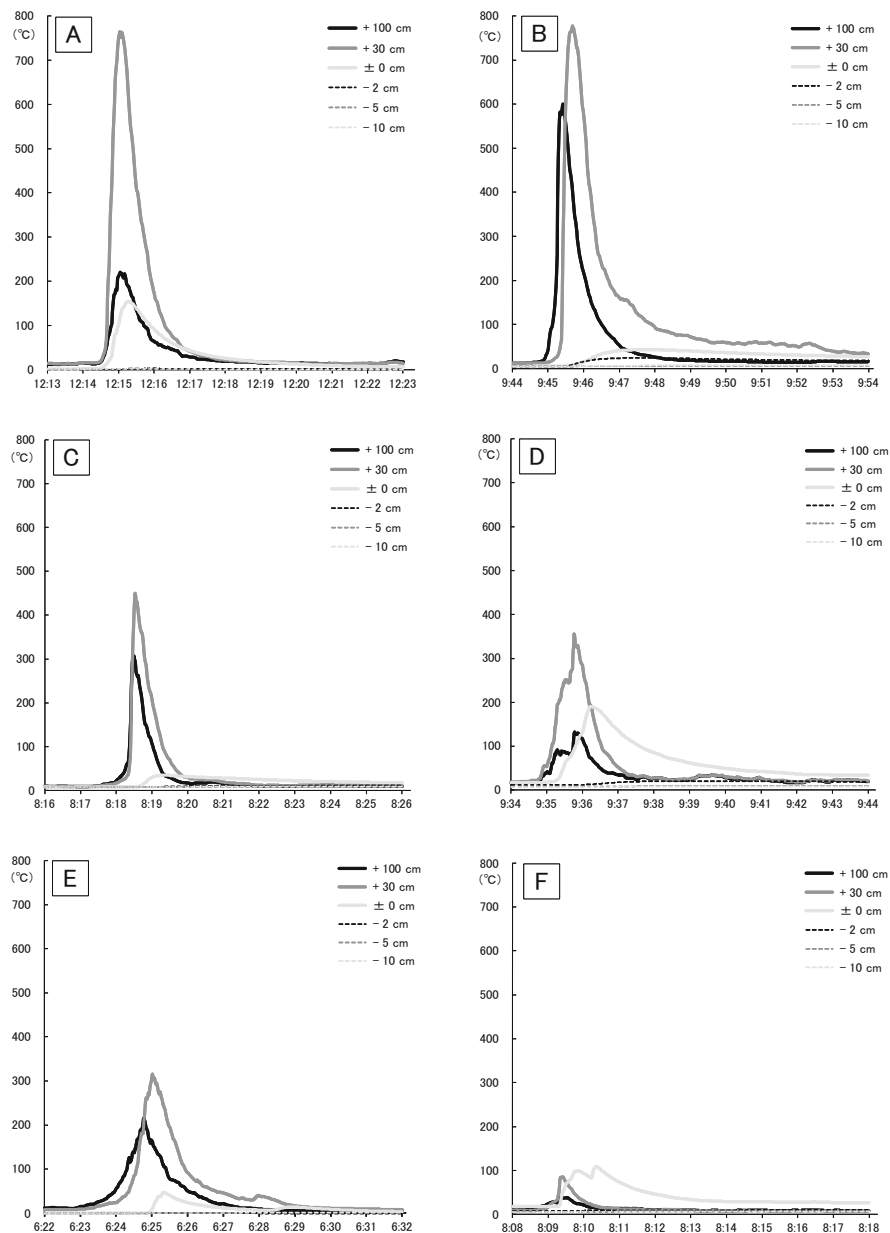 800
(℃)
A
700
600
500
400
300
200
100
0
+ 100 cm
+ 30 cm
± 0 cm
− 2 cm
− 5 cm
− 10 cm
12:13 12:14 12:15 12:16 12:17 12:18 12:19 12:20 12:21 12:22 12:23
800
(℃)
B
700
600
500
400
300
200
100
0
+ 100 cm
+ 30 cm
± 0 cm
− 2 cm
− 5 cm
− 10 cm
9:44 9:45 9:46 9:47 9:48 9:49 9:50 9:51 9:52 9:53 9:54
800
(℃)
C
700
600
500
400
300
200
100
0
+ 100 cm
+ 30 cm
± 0 cm
− 2 cm
− 5 cm
− 10 cm
8:16 8:17 8:18 8:19 8:20 8:21 8:22 8:23 8:24 8:25 8:26
800
(℃)
D
700
600
500
400
300
200
100
0
+ 100 cm
+ 30 cm
± 0 cm
− 2 cm
− 5 cm
− 10 cm
9:34 9:35 9:36 9:37 9:38 9:39 9:40 9:41 9:42 9:43 9:44
800
(℃)
E
700
600
500
400
300
200
100
0
+ 100 cm
+ 30 cm
± 0 cm
− 2 cm
− 5 cm
− 10 cm
6:22 6:23 6:24 6:25 6:26 6:27 6:28 6:29 6:30 6:31 6:32
800
(℃)
F
700
600
500
400
300
200
100
0
+ 100 cm
+ 30 cm
± 0 cm
− 2 cm
− 5 cm
− 10 cm
8:08 8:09 8:10 8:11 8:12 8:13 8:14 8:15 8:16 8:17 8:18